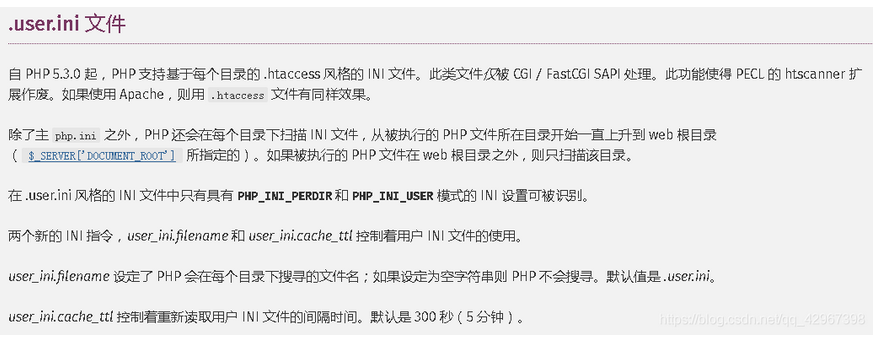 .user.ini 文件
自 PHP 5.3.0 起，PHP 支持基于每个目录的 .htaccess 风格的 INI 文件。此类文件仅被 CGI / FastCGI SAPI 处理。此功能使得 PECL 的 htscanner 扩
展作废。如果使用 Apache，则用 .htaccess 文件有同样效果。
除了主 php.ini 之外，PHP 还会在每个目录下扫描 INI 文件，从被执行的 PHP 文件所在目录开始一直上升到 web 根目录
（ $_SERVER['DOCUMENT_ROOT'] 所指定的）。如果被执行的 PHP 文件在 web 根目录之外，则只扫描该目录。
在 .user.ini 风格的 INI 文件中只有具有 PHP_INI_PERDIR 和 PHP_INI_USER 模式的 INI 设置可被识别。
两个新的 INI 指令，user_ini.filename 和 user_ini.cache_ttl 控制着用户 INI 文件的使用。
user_ini.filename 设定了 PHP 会在每个目录下搜寻的文件名；如果设定为空字符串则 PHP 不会搜寻。默认值是 .user.ini。
user_ini.cache_ttl 控制着重新读取用户 INI 文件的间隔时间。默认是 300 秒（5 分钟）。
https://blog.csdn.net/qq_42967398